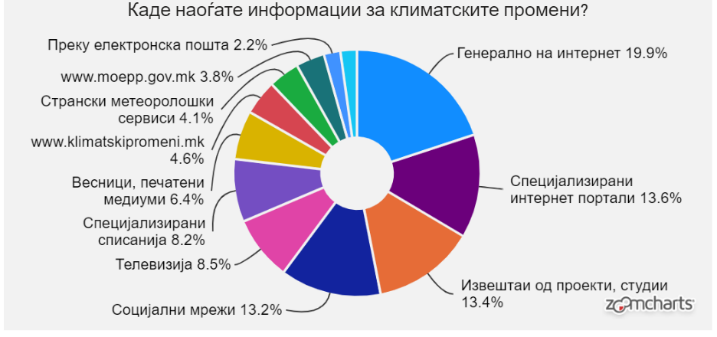 Каде наоѓате информации за климатските промени?
Преку електронска пошта 2.2%
www.moepp.gov.mk 3.8%
Странски метеоролошки
сервиси 4.1%
www.klimatskipromeni.mk
4.6%
Весници, печатени
медиуми 6.4%
Специјализирани
списанија 8.2%
Телевизија 8.5%
Социјални мрежи 13.2%
Генерално на интернет 19.9%
Специјализирани
интернет портали 13.6%
Извештаи од проекти, студии
13.4%
zoomcharts